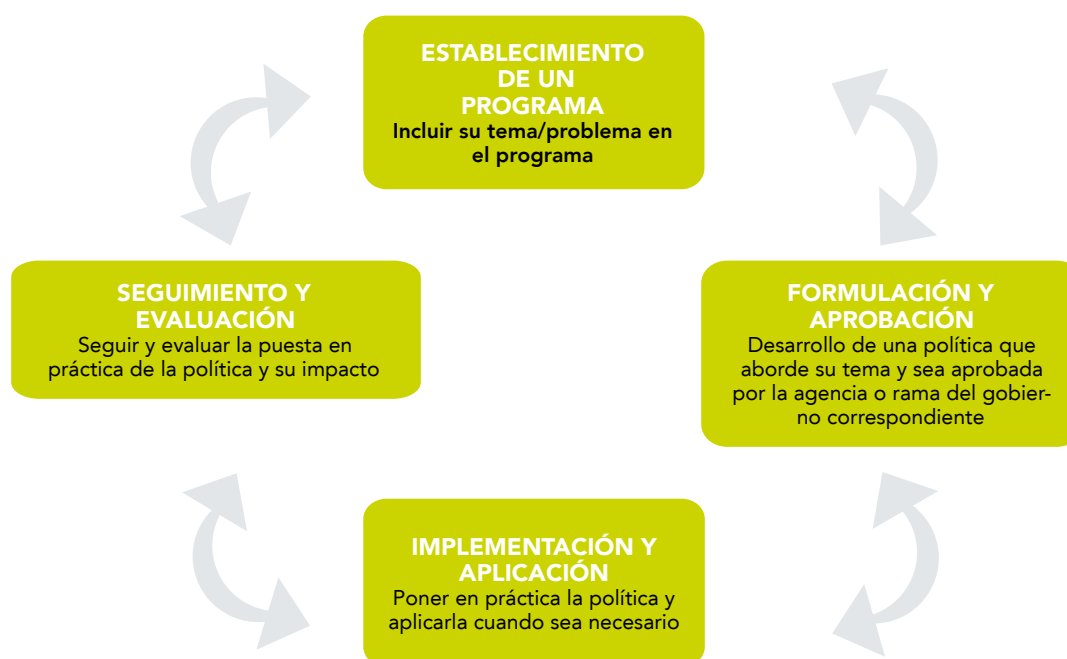 ESTABLECIMIENTO
DE UN
PROGRAMA
Incluir su tema/problema en
el programa
SEGUIMIENTO Y
EVALUACIÓN
Seguir y evaluar la puesta en
práctica de la política y su impacto
FORMULACIÓN Y
APROBACIÓN
Desarrollo de una política que
aborde su tema y sea aprobada
por la agencia o rama del gobier-
no correspondiente
IMPLEMENTACIÓN Y
APLICACIÓN
Poner en práctica la política y
aplicarla cuando sea necesario